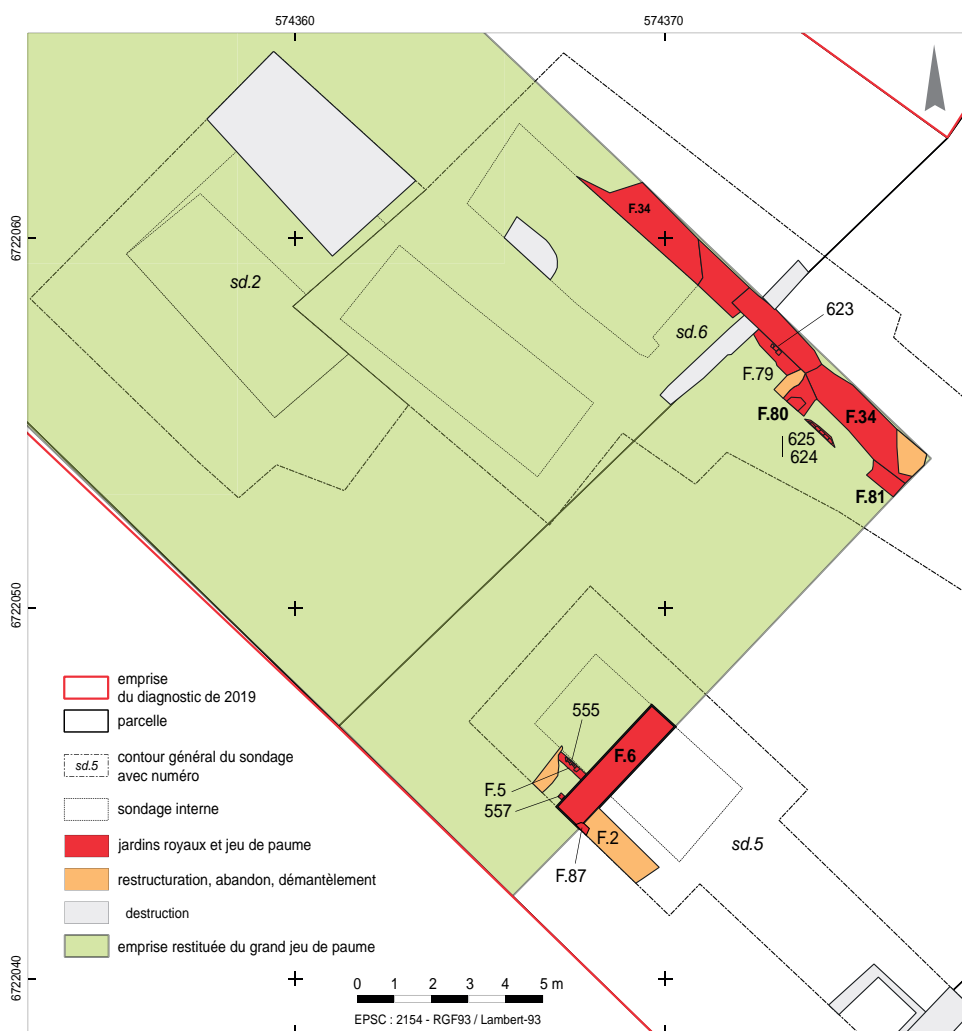 574360
574370
6722060
6722050
6722040
F.34
sd.2
sd.6
623
F.79
F.80
F.34
625
624
F.81
555
F.6
F.5
557
F.2
F.87
sd.5
emprise
du diagnostic de 2019
parcelle
sd.5
contour général du sondage
avec numéro
sondage interne
jardins royaux et jeu de paume
restructuration, abandon, démantèlement
destruction
emprise restituée du grand jeu de paume
0 1 2 3 4 5 m
EPSC : 2154 - RGF93 / Lambert-93